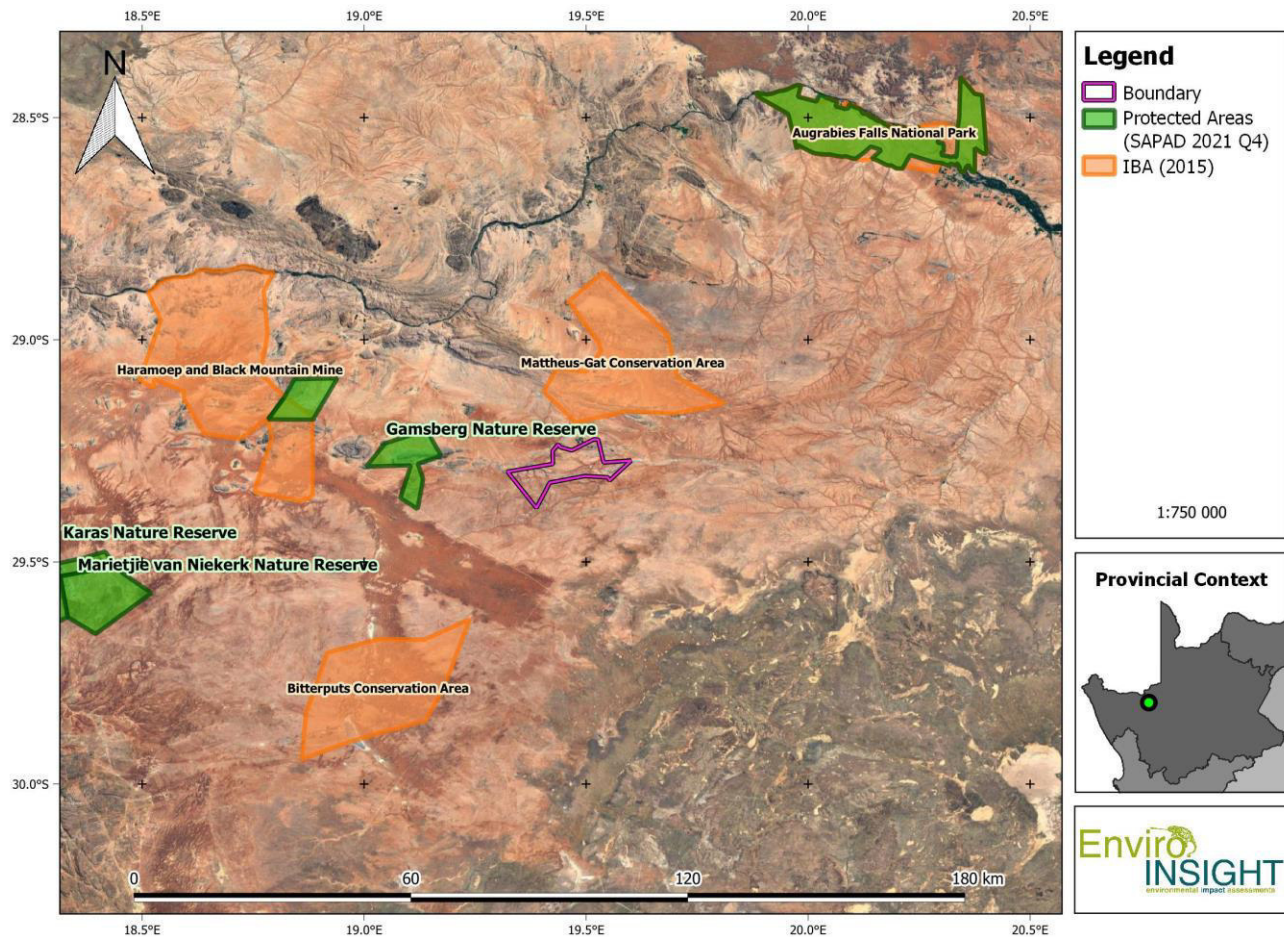 18.5°E 19.0°E 19.5°E 20.0°E 20.5°E
N
28.5°S
29.0°S
29.5°S
30.0°S
Augrabies Falls National Park
Haramoep and Black Mountain Mine
Mattheus-Gat Conservation Area
Gamsberg Nature Reserve
Karas Nature Reserve
Marietjie van Niekerk Nature Reserve
Bitterputs Conservation Area
0 60 120 180 km
18.5°E 19.0°E 19.5°E 20.0°E 20.5°E
Legend
Boundary
Protected Areas
(SAPAD 2021 Q4)
IBA (2015)
1:750 000
Provincial Context
Enviro
INSIGHT
environmental impact assessments